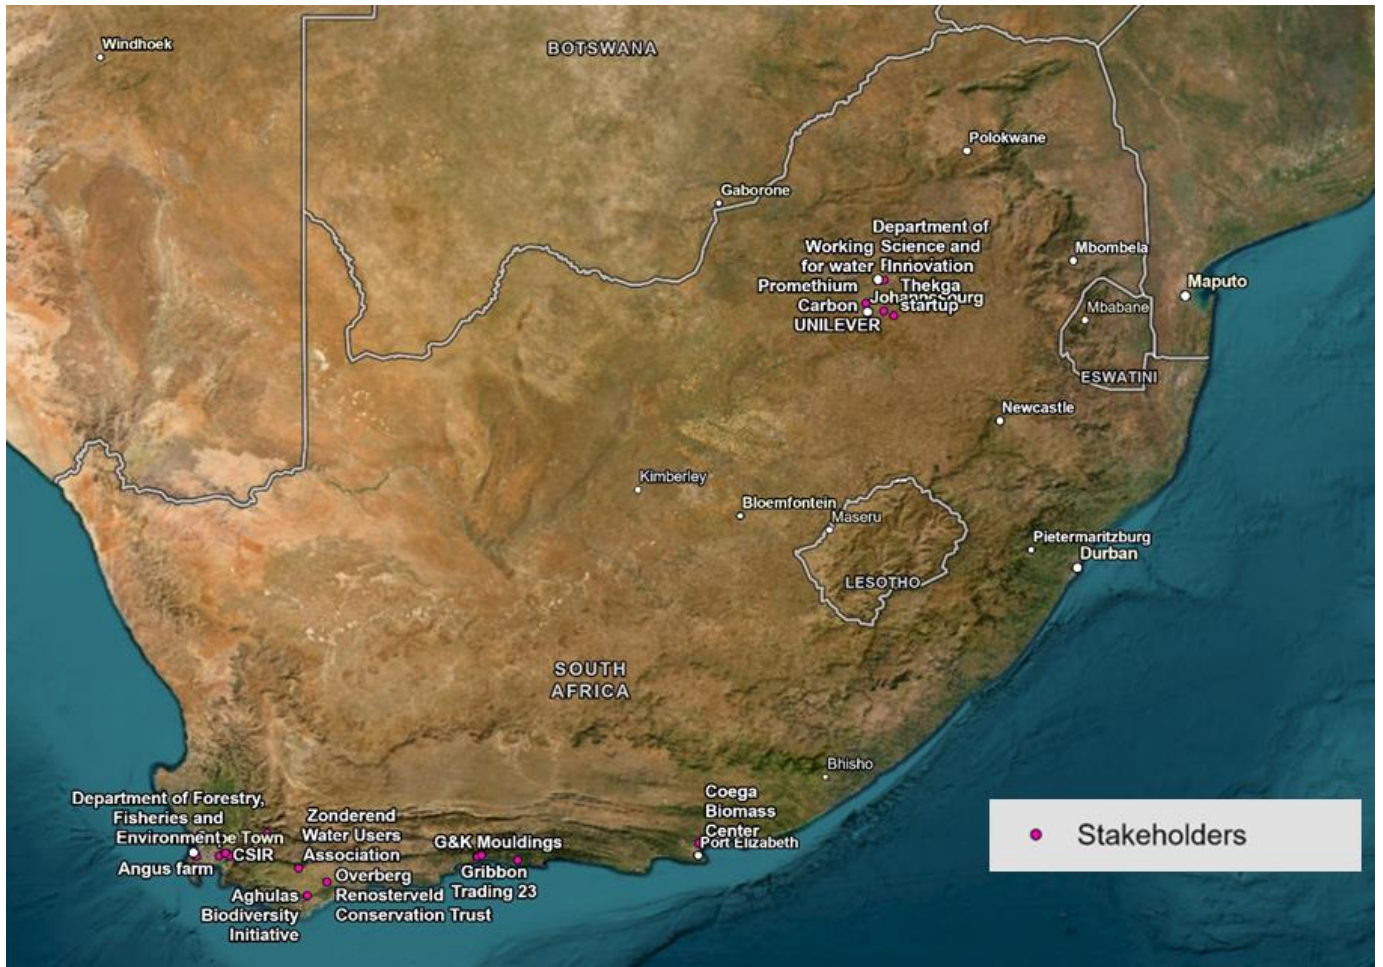 Windhoek
BOTSWANA
Polokwane
Gaborone
Department of
Science and
Innovation
Working
for water
Mbombela
Promethium
Carbon
Thekga
startup
Johannesburg
UNILEVER
Maputo
Mbabane
ESWATINI
Newcastle
Kimberley
Bloemfontein
Maseru
Pietermaritzburg
Durban
LESOTHO
SOUTH
AFRICA
Bhisho
Coega
Biomass
Center
Port Elizabeth
Department of Forestry,
Fisheries and
Environment
pe Town
CSIR
Angus farm
Zonderend
Water Users
Association
G&K Mouldings
Gribbon
Trading 23
Overberg
Renosterveld
Conservation Trust
Aghulas
Biodiversity
Initiative
Stakeholders